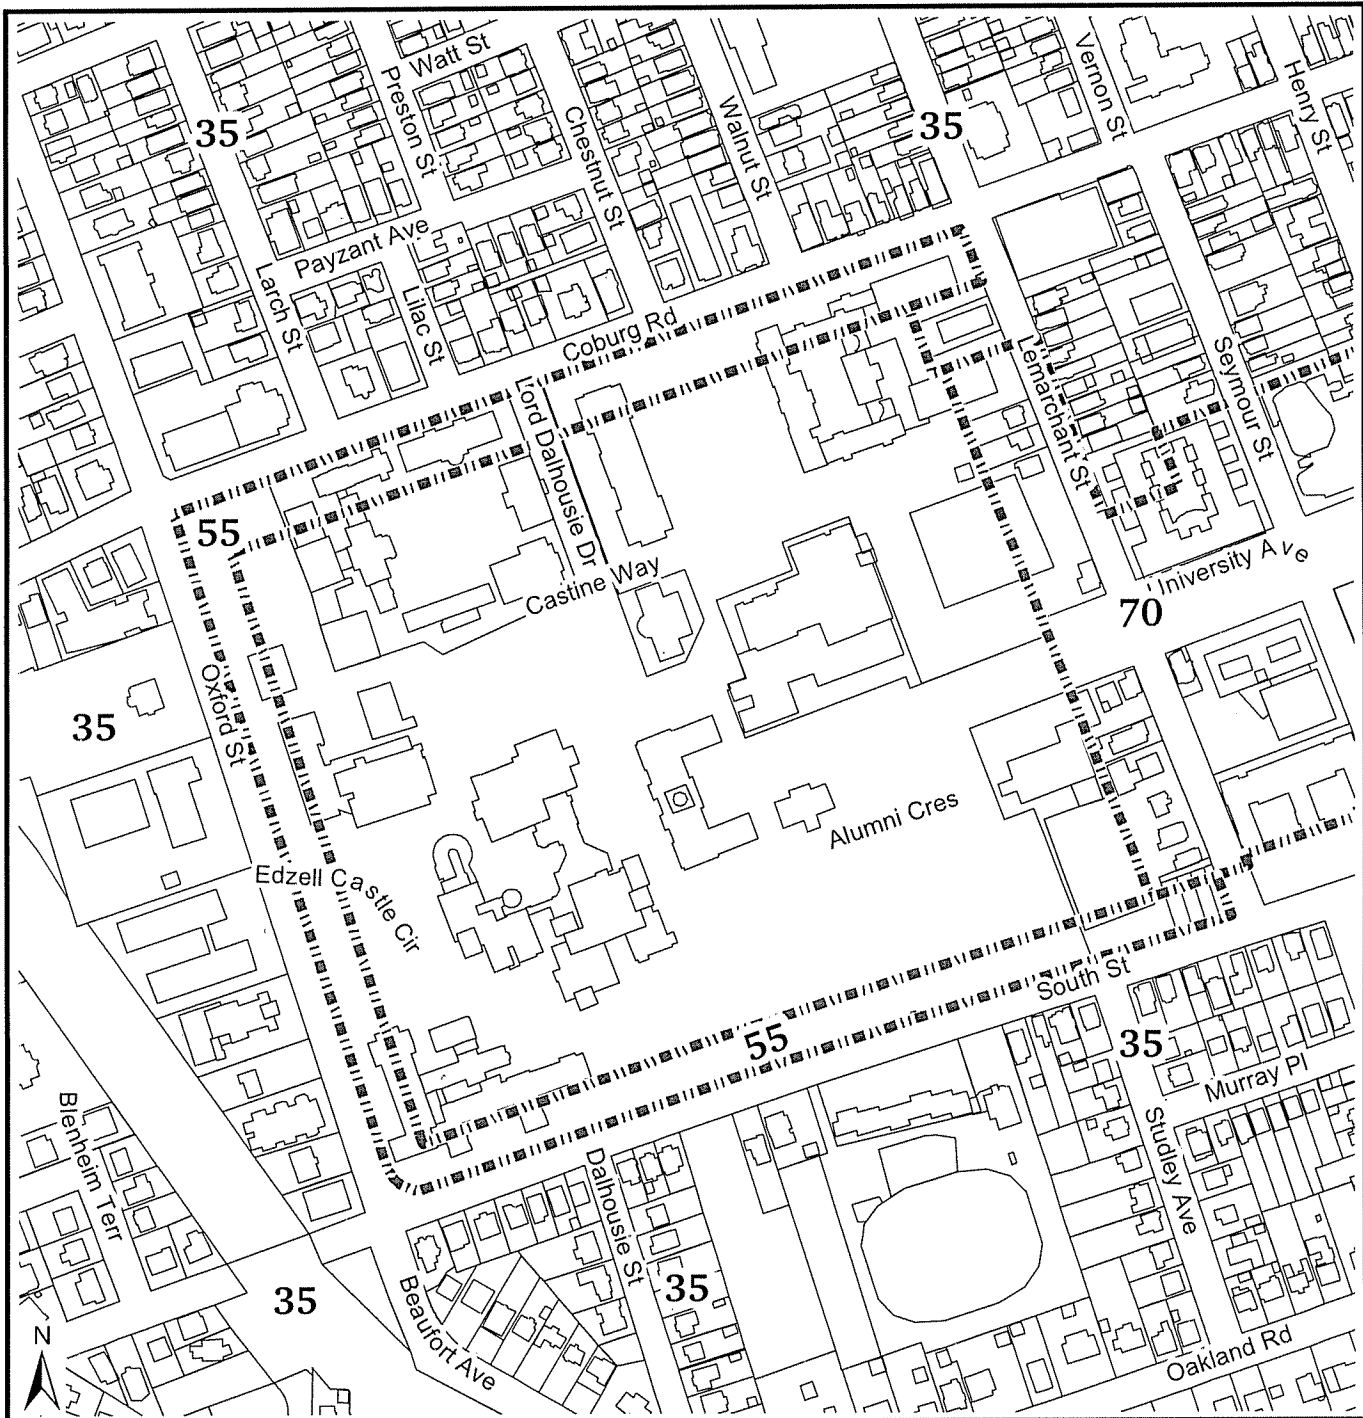 Watt St
Preston St
Chestnut St
Walnut St
Vernon St
Henry St
35
35
Payzant Ave
Larch St
Lilac St
Coburg Rd
Lord Dalhousie Dr
Lemarchant St
Seymour St
55
Castine Way
University Ave
70
Oxford St
35
Alumni Cres
Edzell Castle Cir
South St
55
35
Murray Pl
Blenheim Terr
Studley Ave
Dalhousie St
35
35
Beaufort Ave
Oakland Rd
N